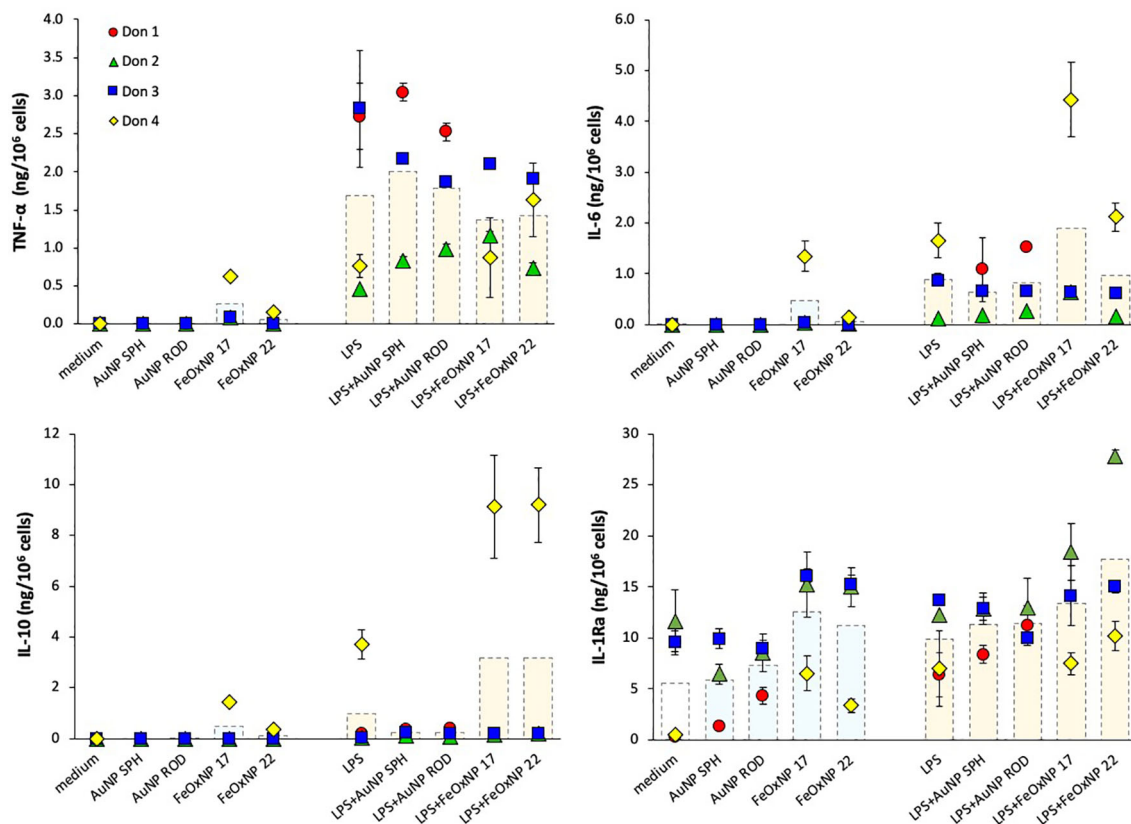 TNF-α (ng/10⁶ cells)
4.0
3.5
3.0
2.5
2.0
1.5
1.0
0.5
0.0
Don 1
Don 2
Don 3
Don 4
medium
AuNP SPH
AuNP ROD
FeOxNP 17
FeOxNP 22
LPS
LPS+AuNP SPH
LPS+AuNP ROD
LPS+FeOxNP 17
LPS+FeOxNP 22
IL-6 (ng/10⁶ cells)
6.0
5.0
4.0
3.0
2.0
1.0
0.0
medium
AuNP SPH
AuNP ROD
FeOxNP 17
FeOxNP 22
LPS
LPS+AuNP SPH
LPS+AuNP ROD
LPS+FeOxNP 17
LPS+FeOxNP 22
IL-10 (ng/10⁶ cells)
12
10
8
6
4
2
0
medium
AuNP SPH
AuNP ROD
FeOxNP 17
FeOxNP 22
LPS
LPS+AuNP SPH
LPS+AuNP ROD
LPS+FeOxNP 17
LPS+FeOxNP 22
IL-1Ra (ng/10⁶ cells)
30
25
20
15
10
5
0
medium
AuNP SPH
AuNP ROD
FeOxNP 17
FeOxNP 22
LPS
LPS+AuNP SPH
LPS+AuNP ROD
LPS+FeOxNP 17
LPS+FeOxNP 22